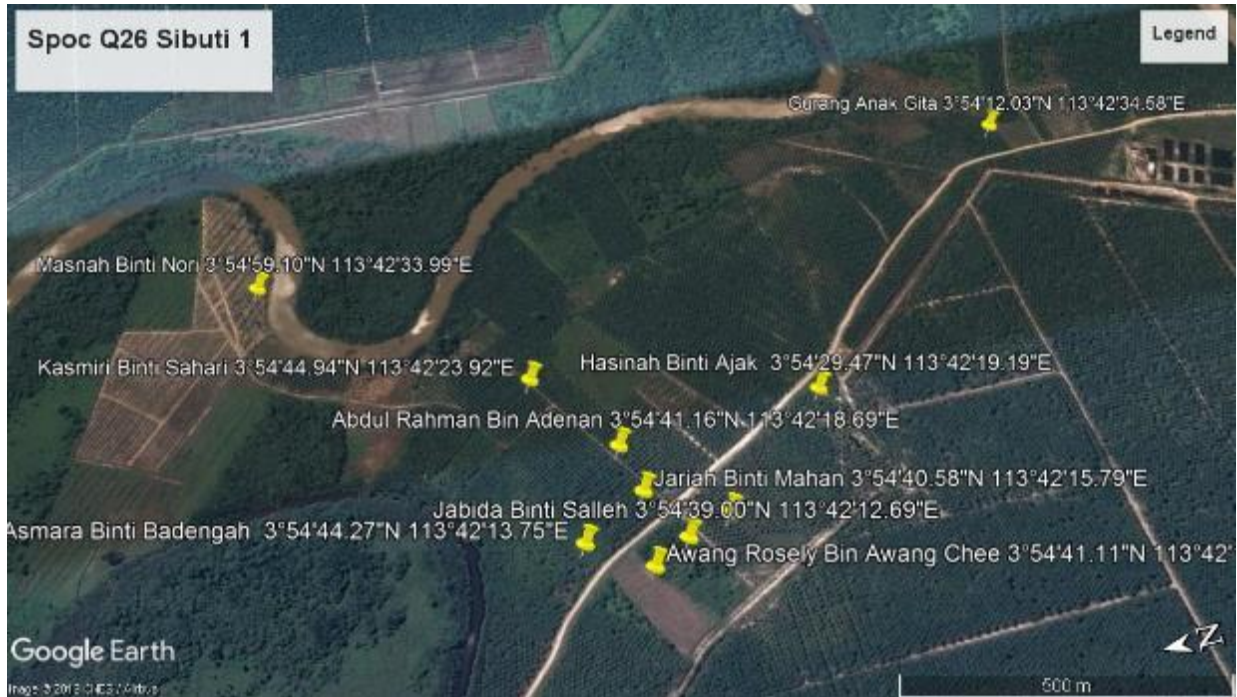 Spoc Q26 Sibuti 1
Legend
Gurang Anak Gita 3°54'12.03"N 113°42'34.58"E
Masnah Binti Nori 3°54'59.10"N 113°42'33.99"E
Kasmiri Binti Sahari 3°54'44.94"N 113°42'23.92"E
Hasinah Binti Ajak 3°54'29.47"N 113°42'19.19"E
Abdul Rahman Bin Adenan 3°54'41.16"N 113°42'18.69"E
Jariah Binti Mahan 3°54'40.58"N 113°42'15.79"E
Jabida Binti Salleh 3°54'39.00"N 113°42'12.69"E
Asmara Binti Badengah 3°54'44.27"N 113°42'13.75"E
Awang Rosely Bin Awang Chee 3°54'41.11"N 113°42'
Google Earth
N
Image © 2018 CNES / Airbus
500 m